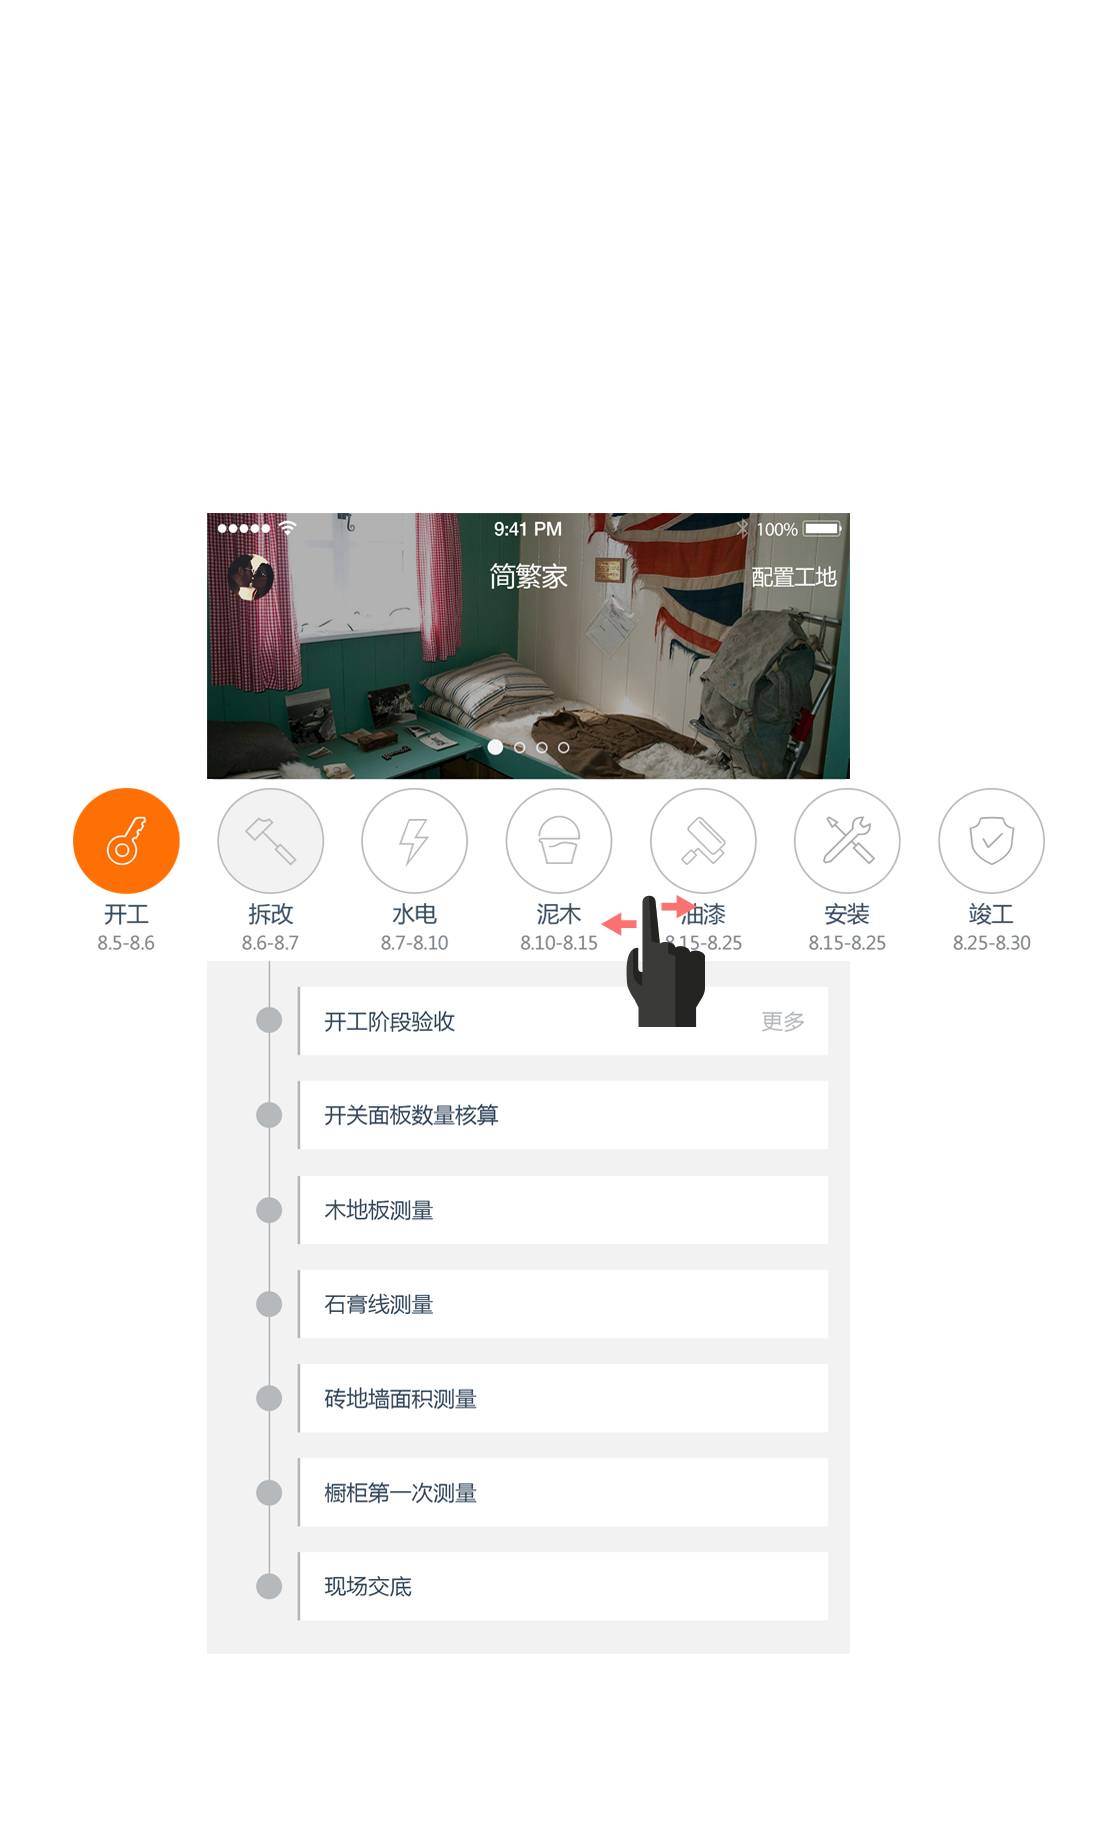 9:41 PM 100%
简繁家 配置工地
开工 拆改 水电 泥木 油漆 安装 竣工
8.5-8.6 8.6-8.7 8.7-8.10 8.10-8.15 8.15-8.25 8.15-8.25 8.25-8.30
开工阶段验收 更多
开关面板数量核算
木地板测量
石膏线测量
砖地墙面积测量
橱柜第一次测量
现场交底